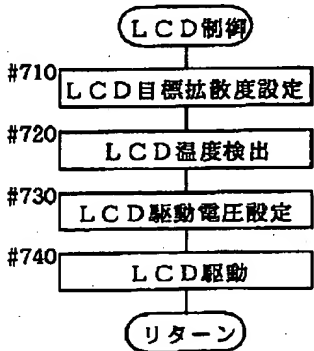 LCD制御
#710
LCD目標拡散度設定
#720
LCD温度検出
#730
LCD駆動電圧設定
#740
LCD駆動
リターン